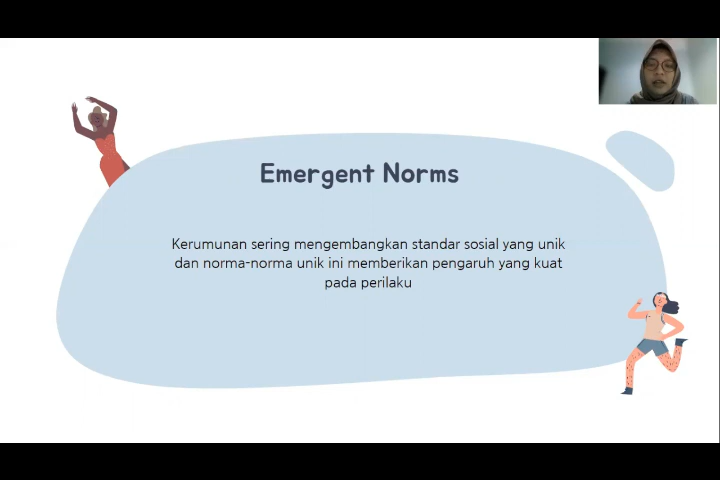 Emergent Norms
Kerumunan sering mengembangkan standar sosial yang unik
dan norma-norma unik ini memberikan pengaruh yang kuat
pada perilaku